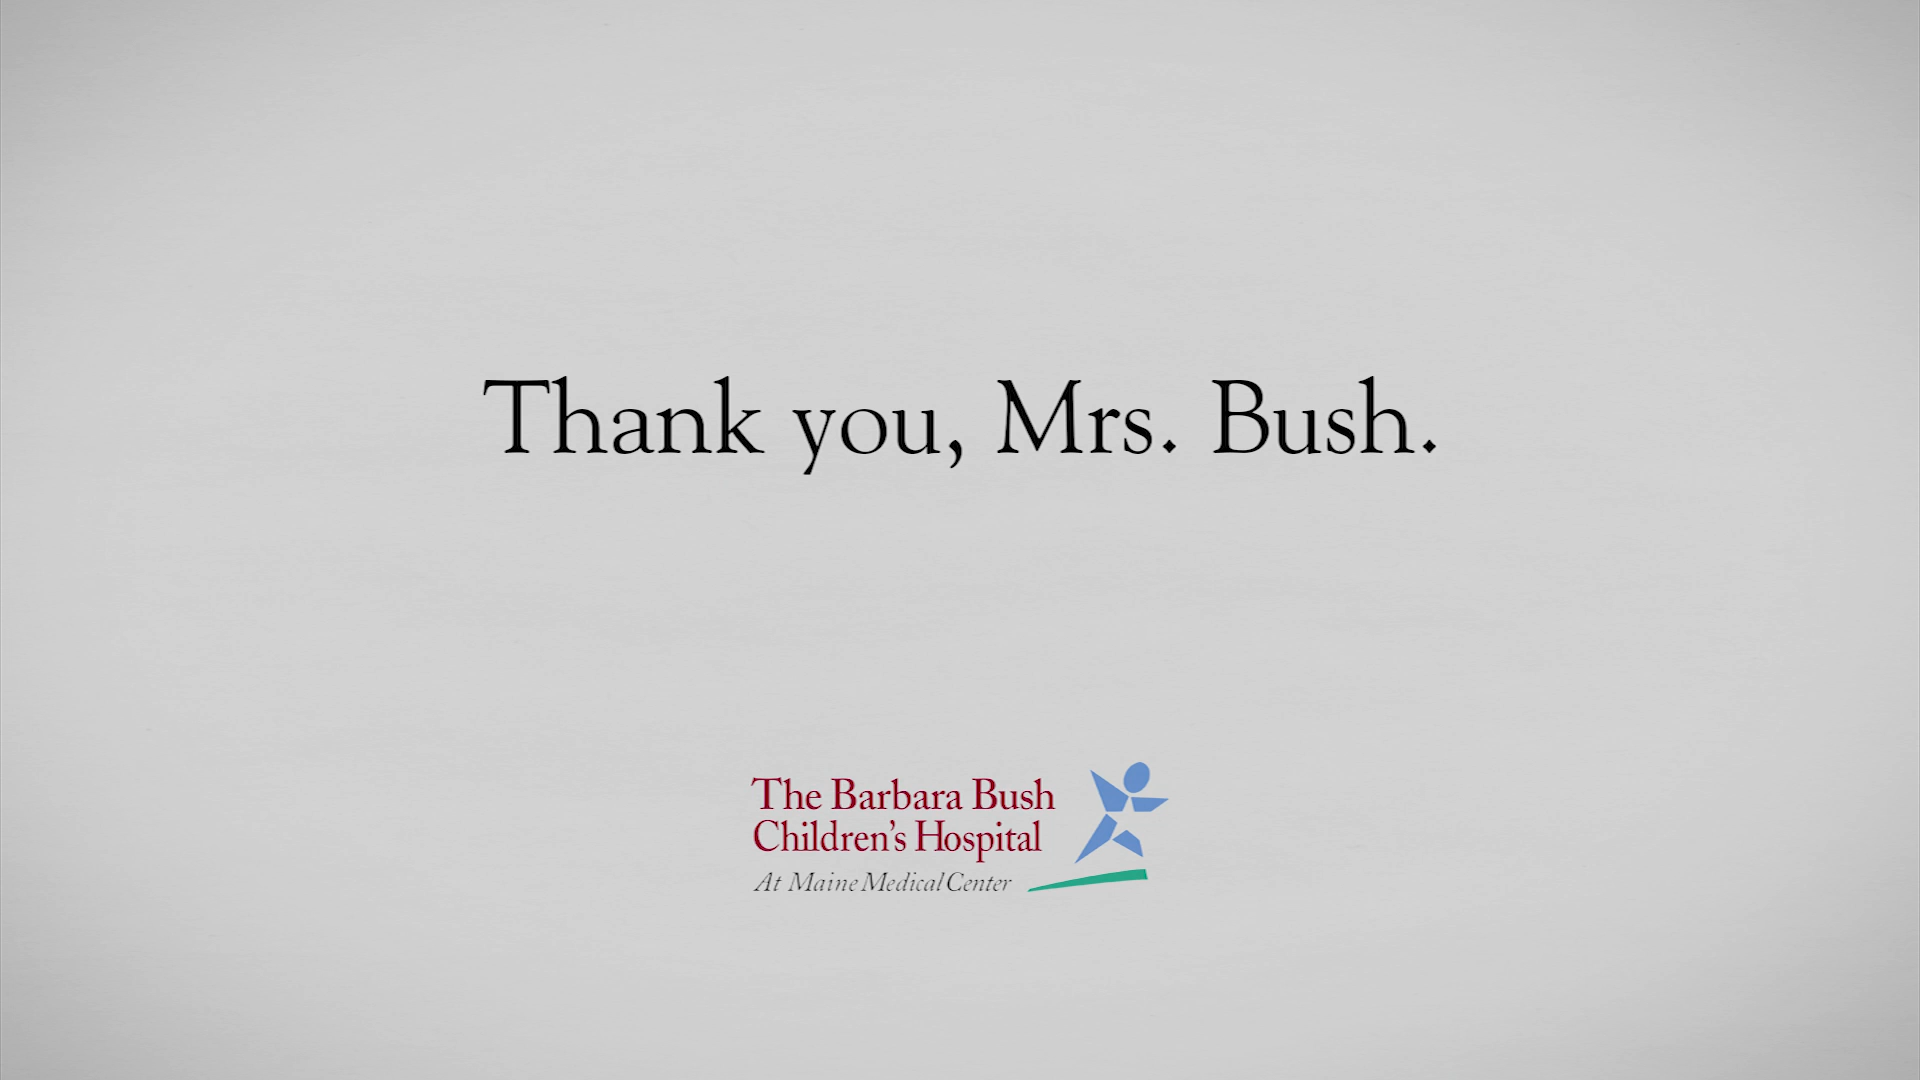 Thank you, Mrs. Bush.
The Barbara Bush
Children's Hospital
At Maine Medical Center